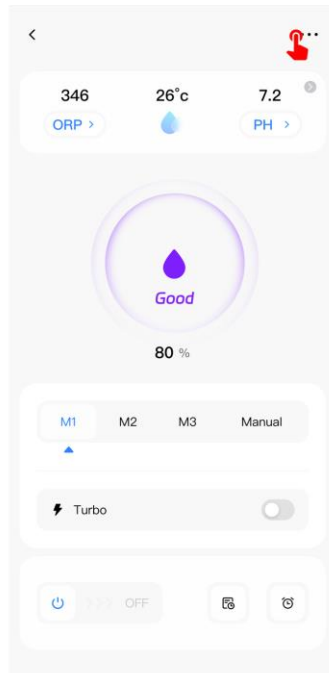 346 26°c 7.2
ORP > PH >
Good
80 %
M1 M2 M3 Manual
Turbo
OFF